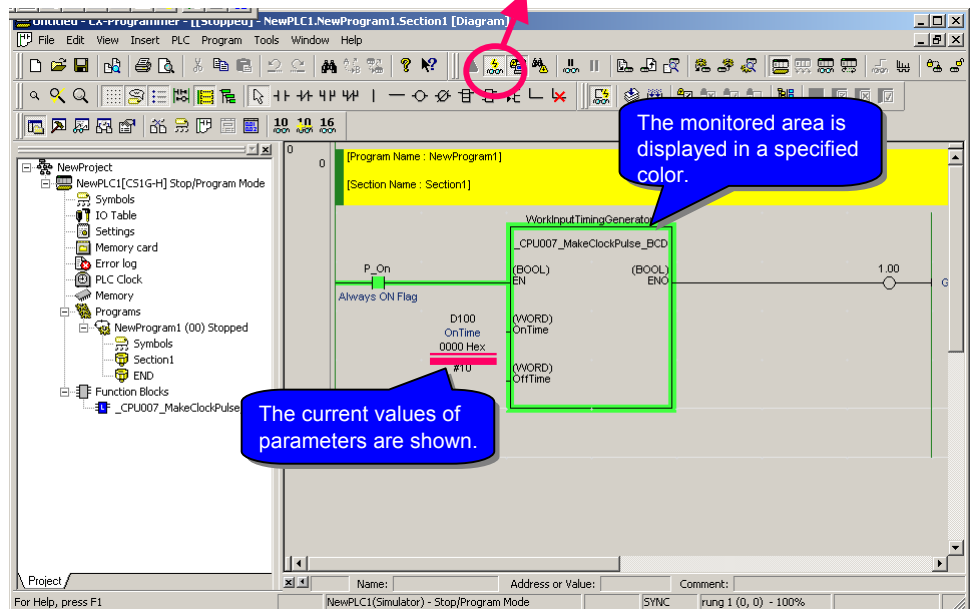 Untitled - CX-Programmer - [[Stopped] - NewPLC1.NewProgram1.Section1 [Diagram]
File Edit View Insert PLC Program Tools Window Help
10 10 16
The monitored area is
displayed in a specified
color.
NewProject
NewPLC1[CS1G-H] Stop/Program Mode
Symbols
IO Table
Settings
Memory card
Error log
PLC Clock
Memory
Programs
NewProgram1 (00) Stopped
Symbols
Section1
END
Function Blocks
_CPU007_MakeClockPulse
Project
0
0
[Program Name : NewProgram1]
[Section Name : Section1]
WorkInputTimingGenerator
_CPU007_MakeClockPulse_BCD
P_On
(BOOL)
EN
(BOOL)
ENO
1.00
G
Always ON Flag
D100
OnTime
0000 Hex
(WORD)
OnTime
#10
(WORD)
OffTime
The current values of
parameters are shown.
Name:
Address or Value:
Comment:
For Help, press F1
NewPLC1(Simulator) - Stop/Program Mode
SYNC
rung 1 (0, 0) - 100%